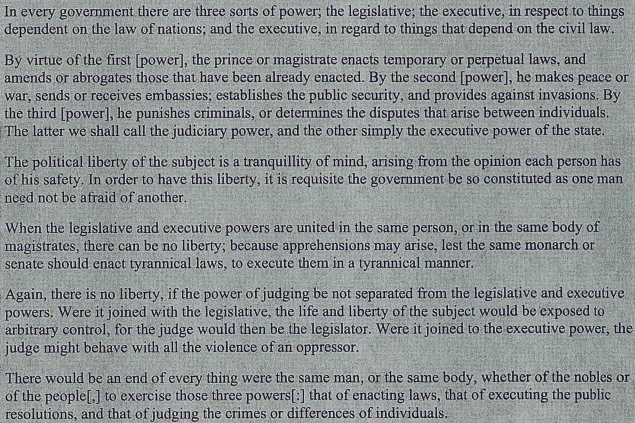 In every government there are three sorts of power; the legislative; the executive, in respect to things
dependent on the law of nations; and the executive, in regard to things that depend on the civil law.
By virtue of the first [power], the prince or magistrate enacts temporary or perpetual laws, and
amends or abrogates those that have been already enacted. By the second [power], he makes peace or
war, sends or receives embassies; establishes the public security, and provides against invasions. By
the third [power], he punishes criminals, or determines the disputes that arise between individuals.
The latter we shall call the judiciary power, and the other simply the executive power of the state.
The political liberty of the subject is a tranquillity of mind, arising from the opinion each person has
of his safety. In order to have this liberty, it is requisite the government be so constituted as one man
need not be afraid of another.
When the legislative and executive powers are united in the same person, or in the same body of
magistrates, there can be no liberty; because apprehensions may arise, lest the same monarch or
senate should enact tyrannical laws, to execute them in a tyrannical manner.
Again, there is no liberty, if the power of judging be not separated from the legislative and executive
powers. Were it joined with the legislative, the life and liberty of the subject would be exposed to
arbitrary control, for the judge would then be the legislator. Were it joined to the executive power, the
judge might behave with all the violence of an oppressor.
There would be an end of every thing were the same man, or the same body, whether of the nobles or
of the people[,] to exercise those three powers[:] that of enacting laws, that of executing the public
resolutions, and that of judging the crimes or differences of individuals.